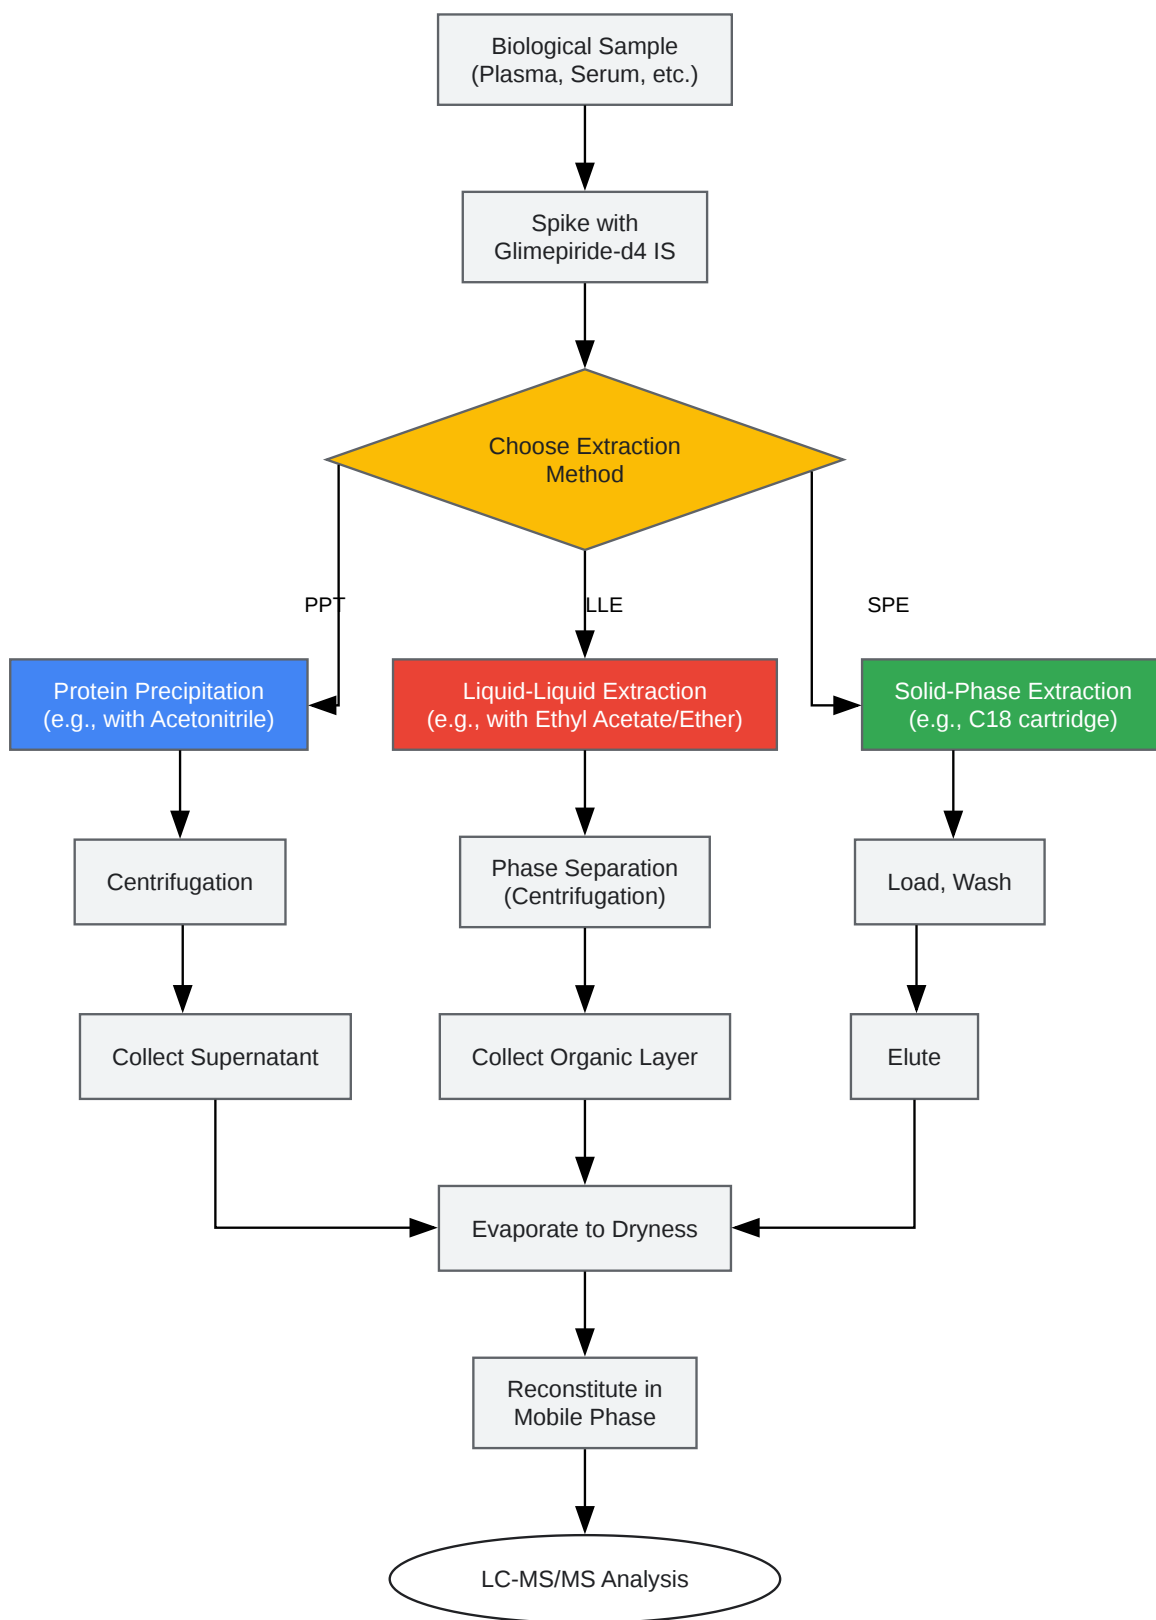 Biological Sample
(Plasma, Serum, etc.)
Spike with
Glimepiride-d4 IS
Choose Extraction
Method
PPT
LLE
SPE
Protein Precipitation
(e.g., with Acetonitrile)
Liquid-Liquid Extraction
(e.g., with Ethyl Acetate/Ether)
Solid-Phase Extraction
(e.g., C18 cartridge)
Centrifugation
Phase Separation
(Centrifugation)
Load, Wash
Collect Supernatant
Collect Organic Layer
Elute
Evaporate to Dryness
Reconstitute in
Mobile Phase
LC-MS/MS Analysis